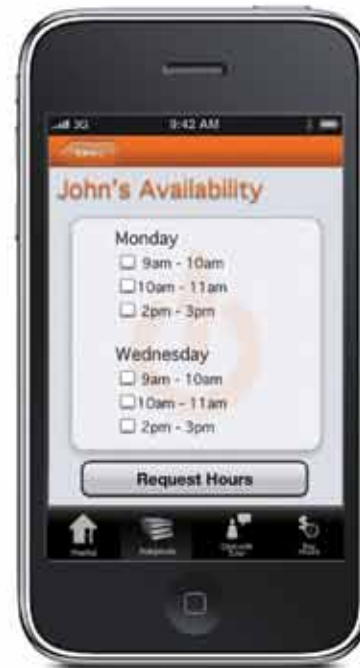 3G 9:42 AM
John's Availability
Monday
9am - 10am
10am - 11am
2pm - 3pm
Wednesday
9am - 10am
10am - 11am
2pm - 3pm
Request Hours